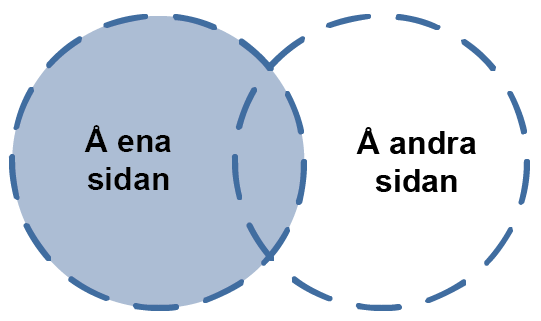 Å ena
sidan
Å andra
sidan